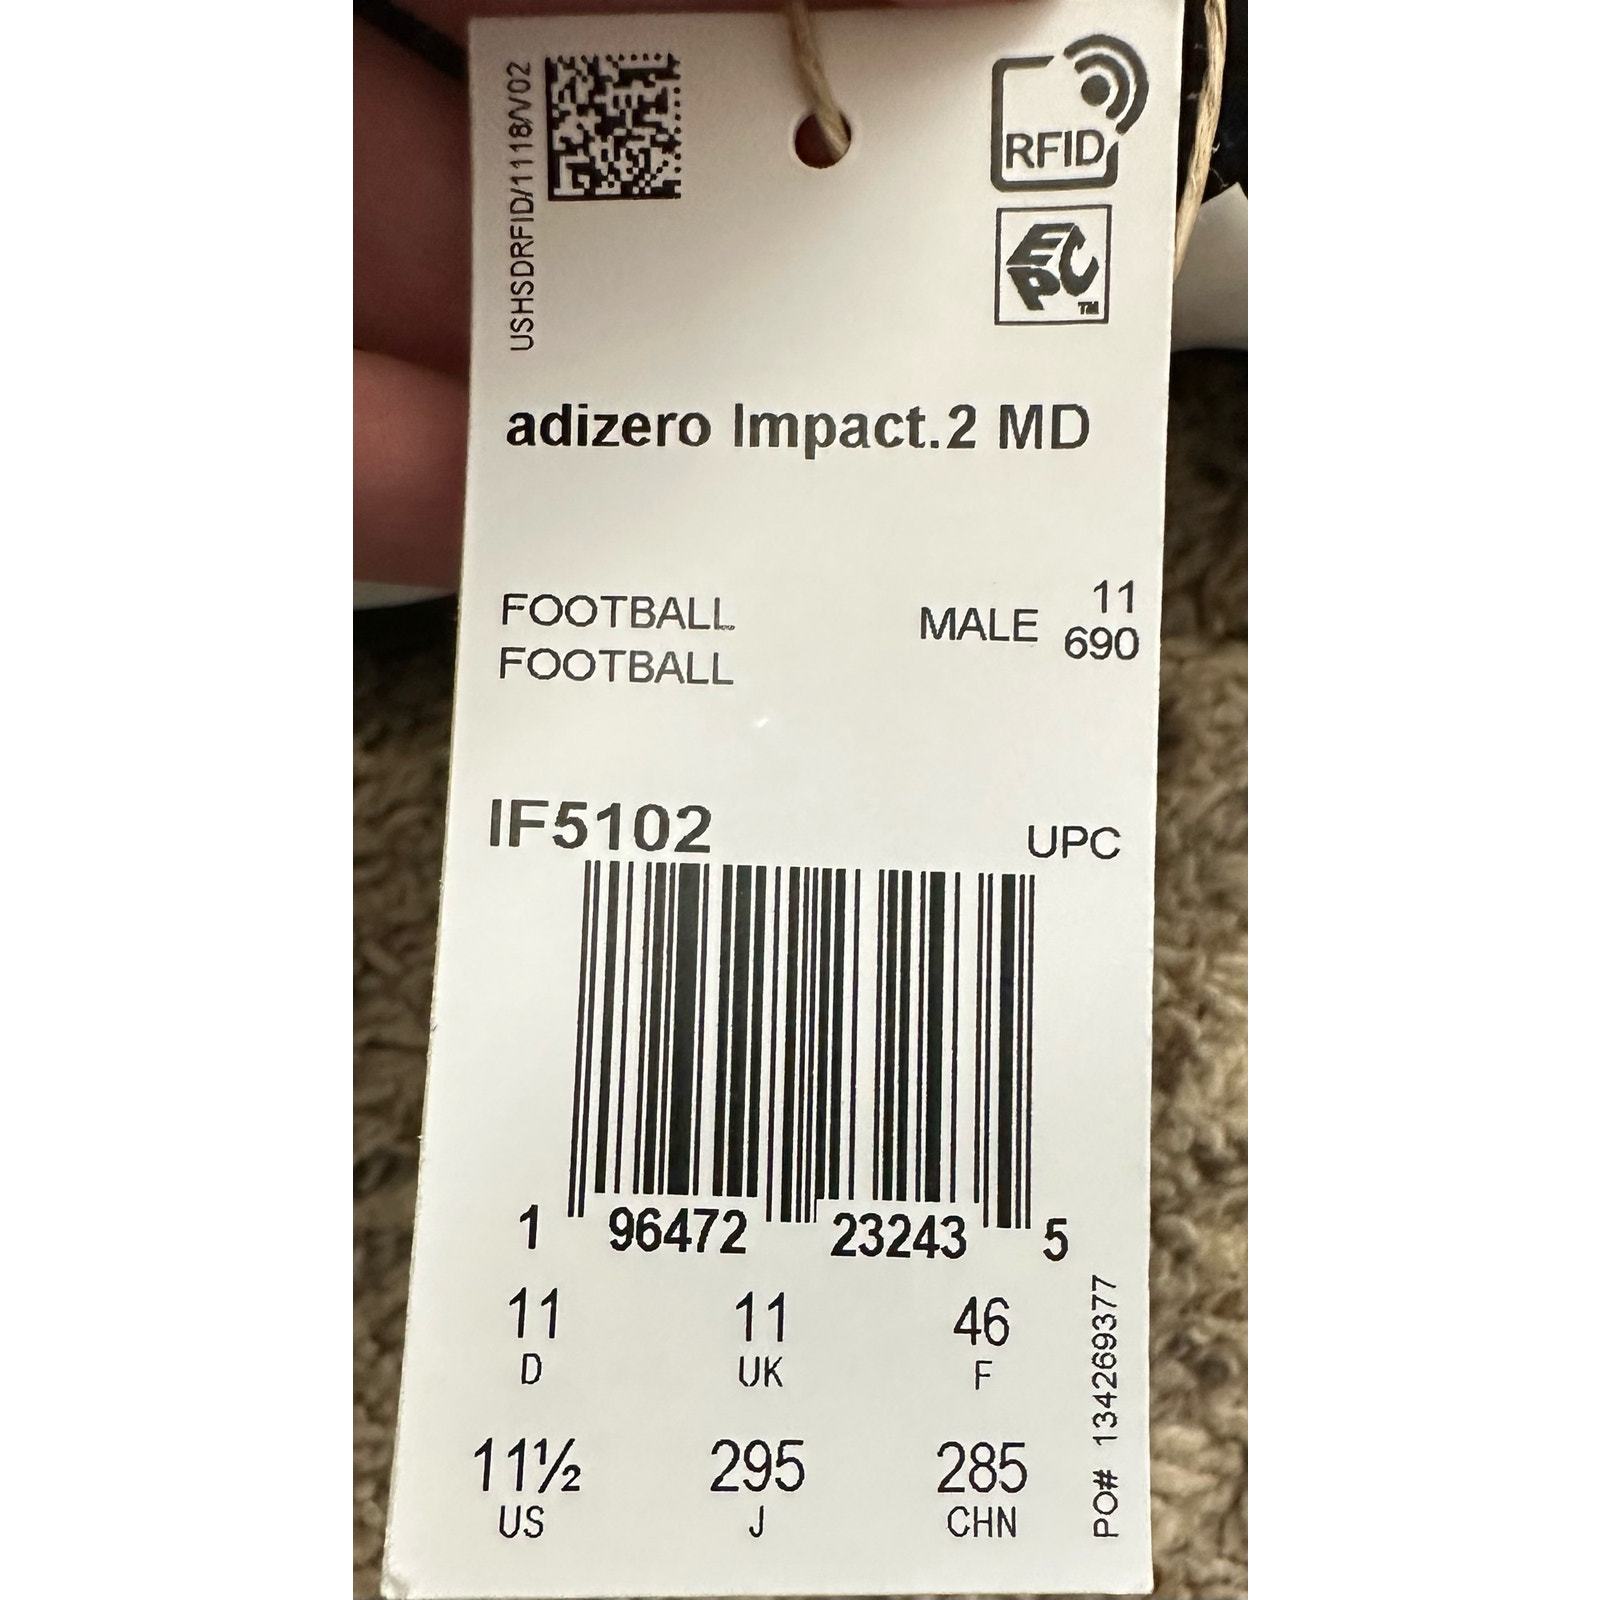 USHSDRFID/1118/V02
RFID
EPC™
adizero Impact.2 MD
FOOTBALL
FOOTBALL
MALE
11
690
IF5102
UPC
1 96472 23243 5
11 11 46
D UK F
11½ 295 285
US J CHN
PO# 134269377